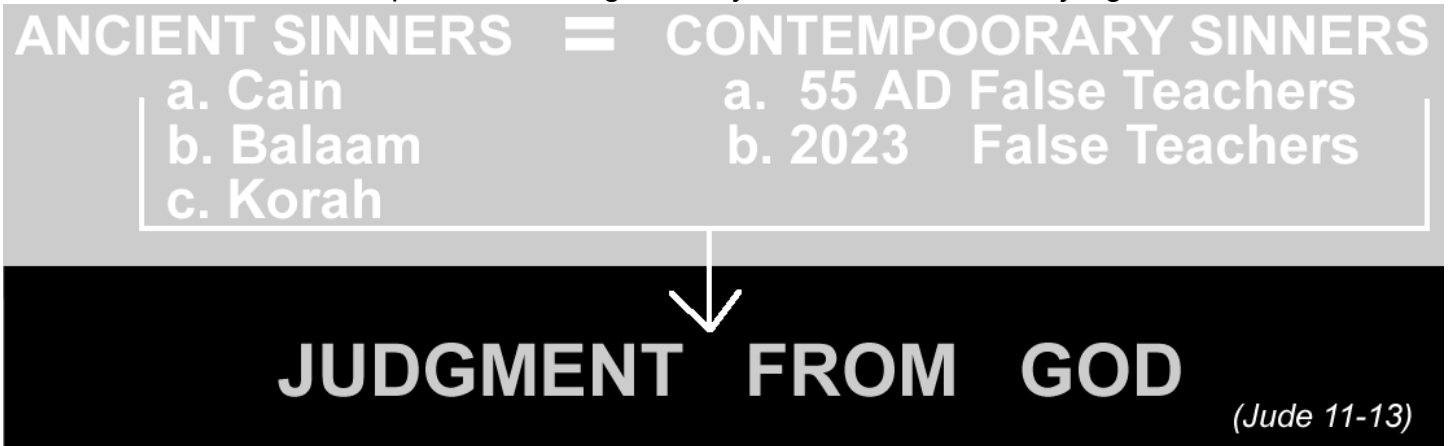 ANCIENT SINNERS = CONTEMPOORARY SINNERS
a. Cain a. 55 AD False Teachers
b. Balaam b. 2023 False Teachers
c. Korah
JUDGMENT FROM GOD
(Jude 11-13)